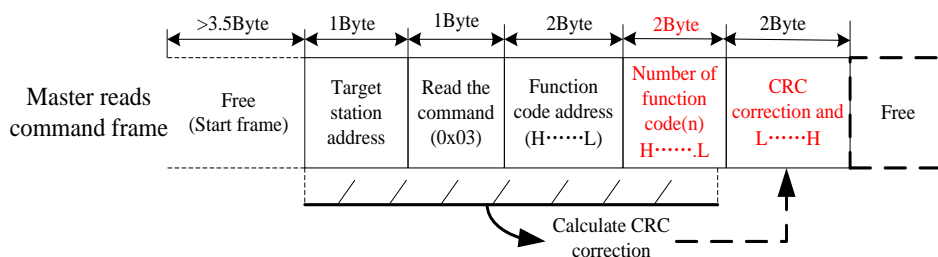 >3.5Byte 1Byte 1Byte 2Byte 2Byte 2Byte
Master reads
command frame
Free
(Start frame)
Target
station
address
Read the
command
(0x03)
Function
code address
(H······L)
Number of
function
code(n)
H·······.L
CRC
correction and
L······H
Free
Calculate CRC
correction